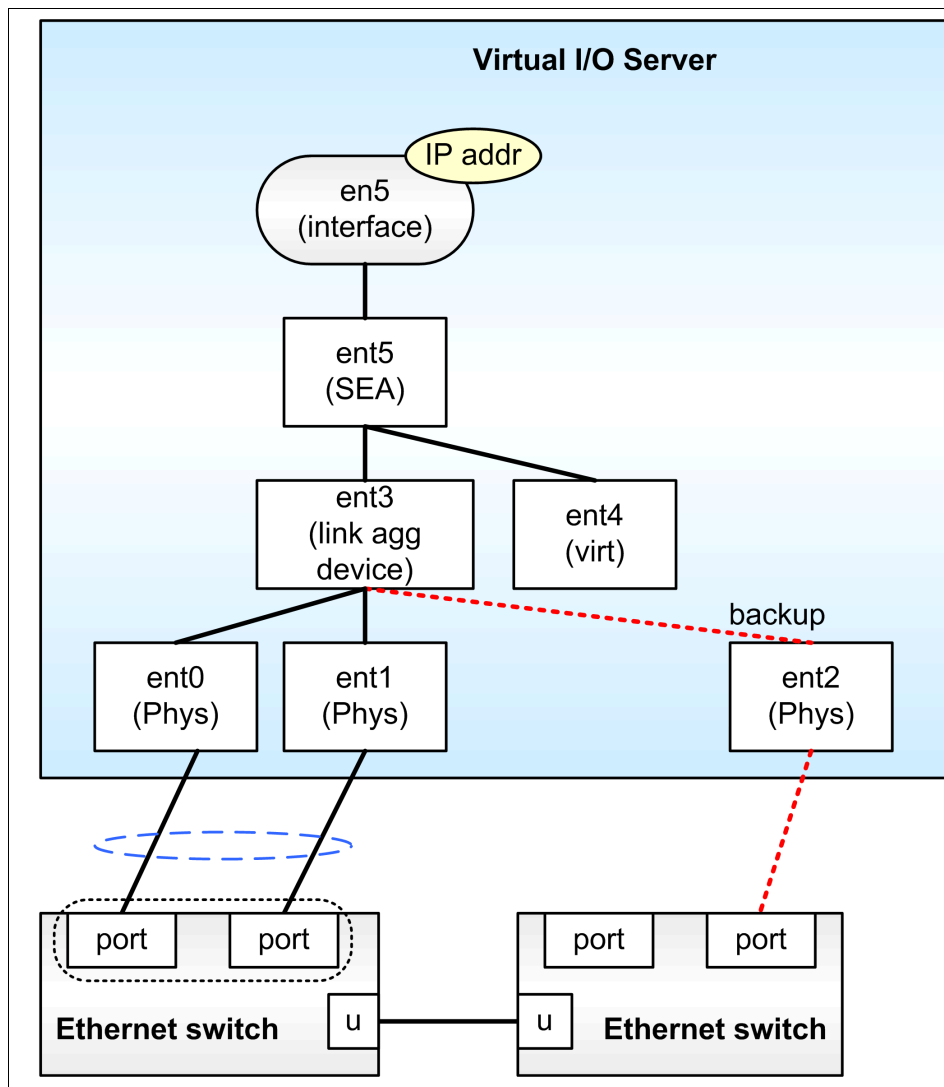 Virtual I/O Server
IP addr
en5
(interface)
ent5
(SEA)
ent3
(link agg
device)
ent4
(virt)
backup
ent0
(Phys)
ent1
(Phys)
ent2
(Phys)
port
port
port
port
u
u
Ethernet switch
Ethernet switch